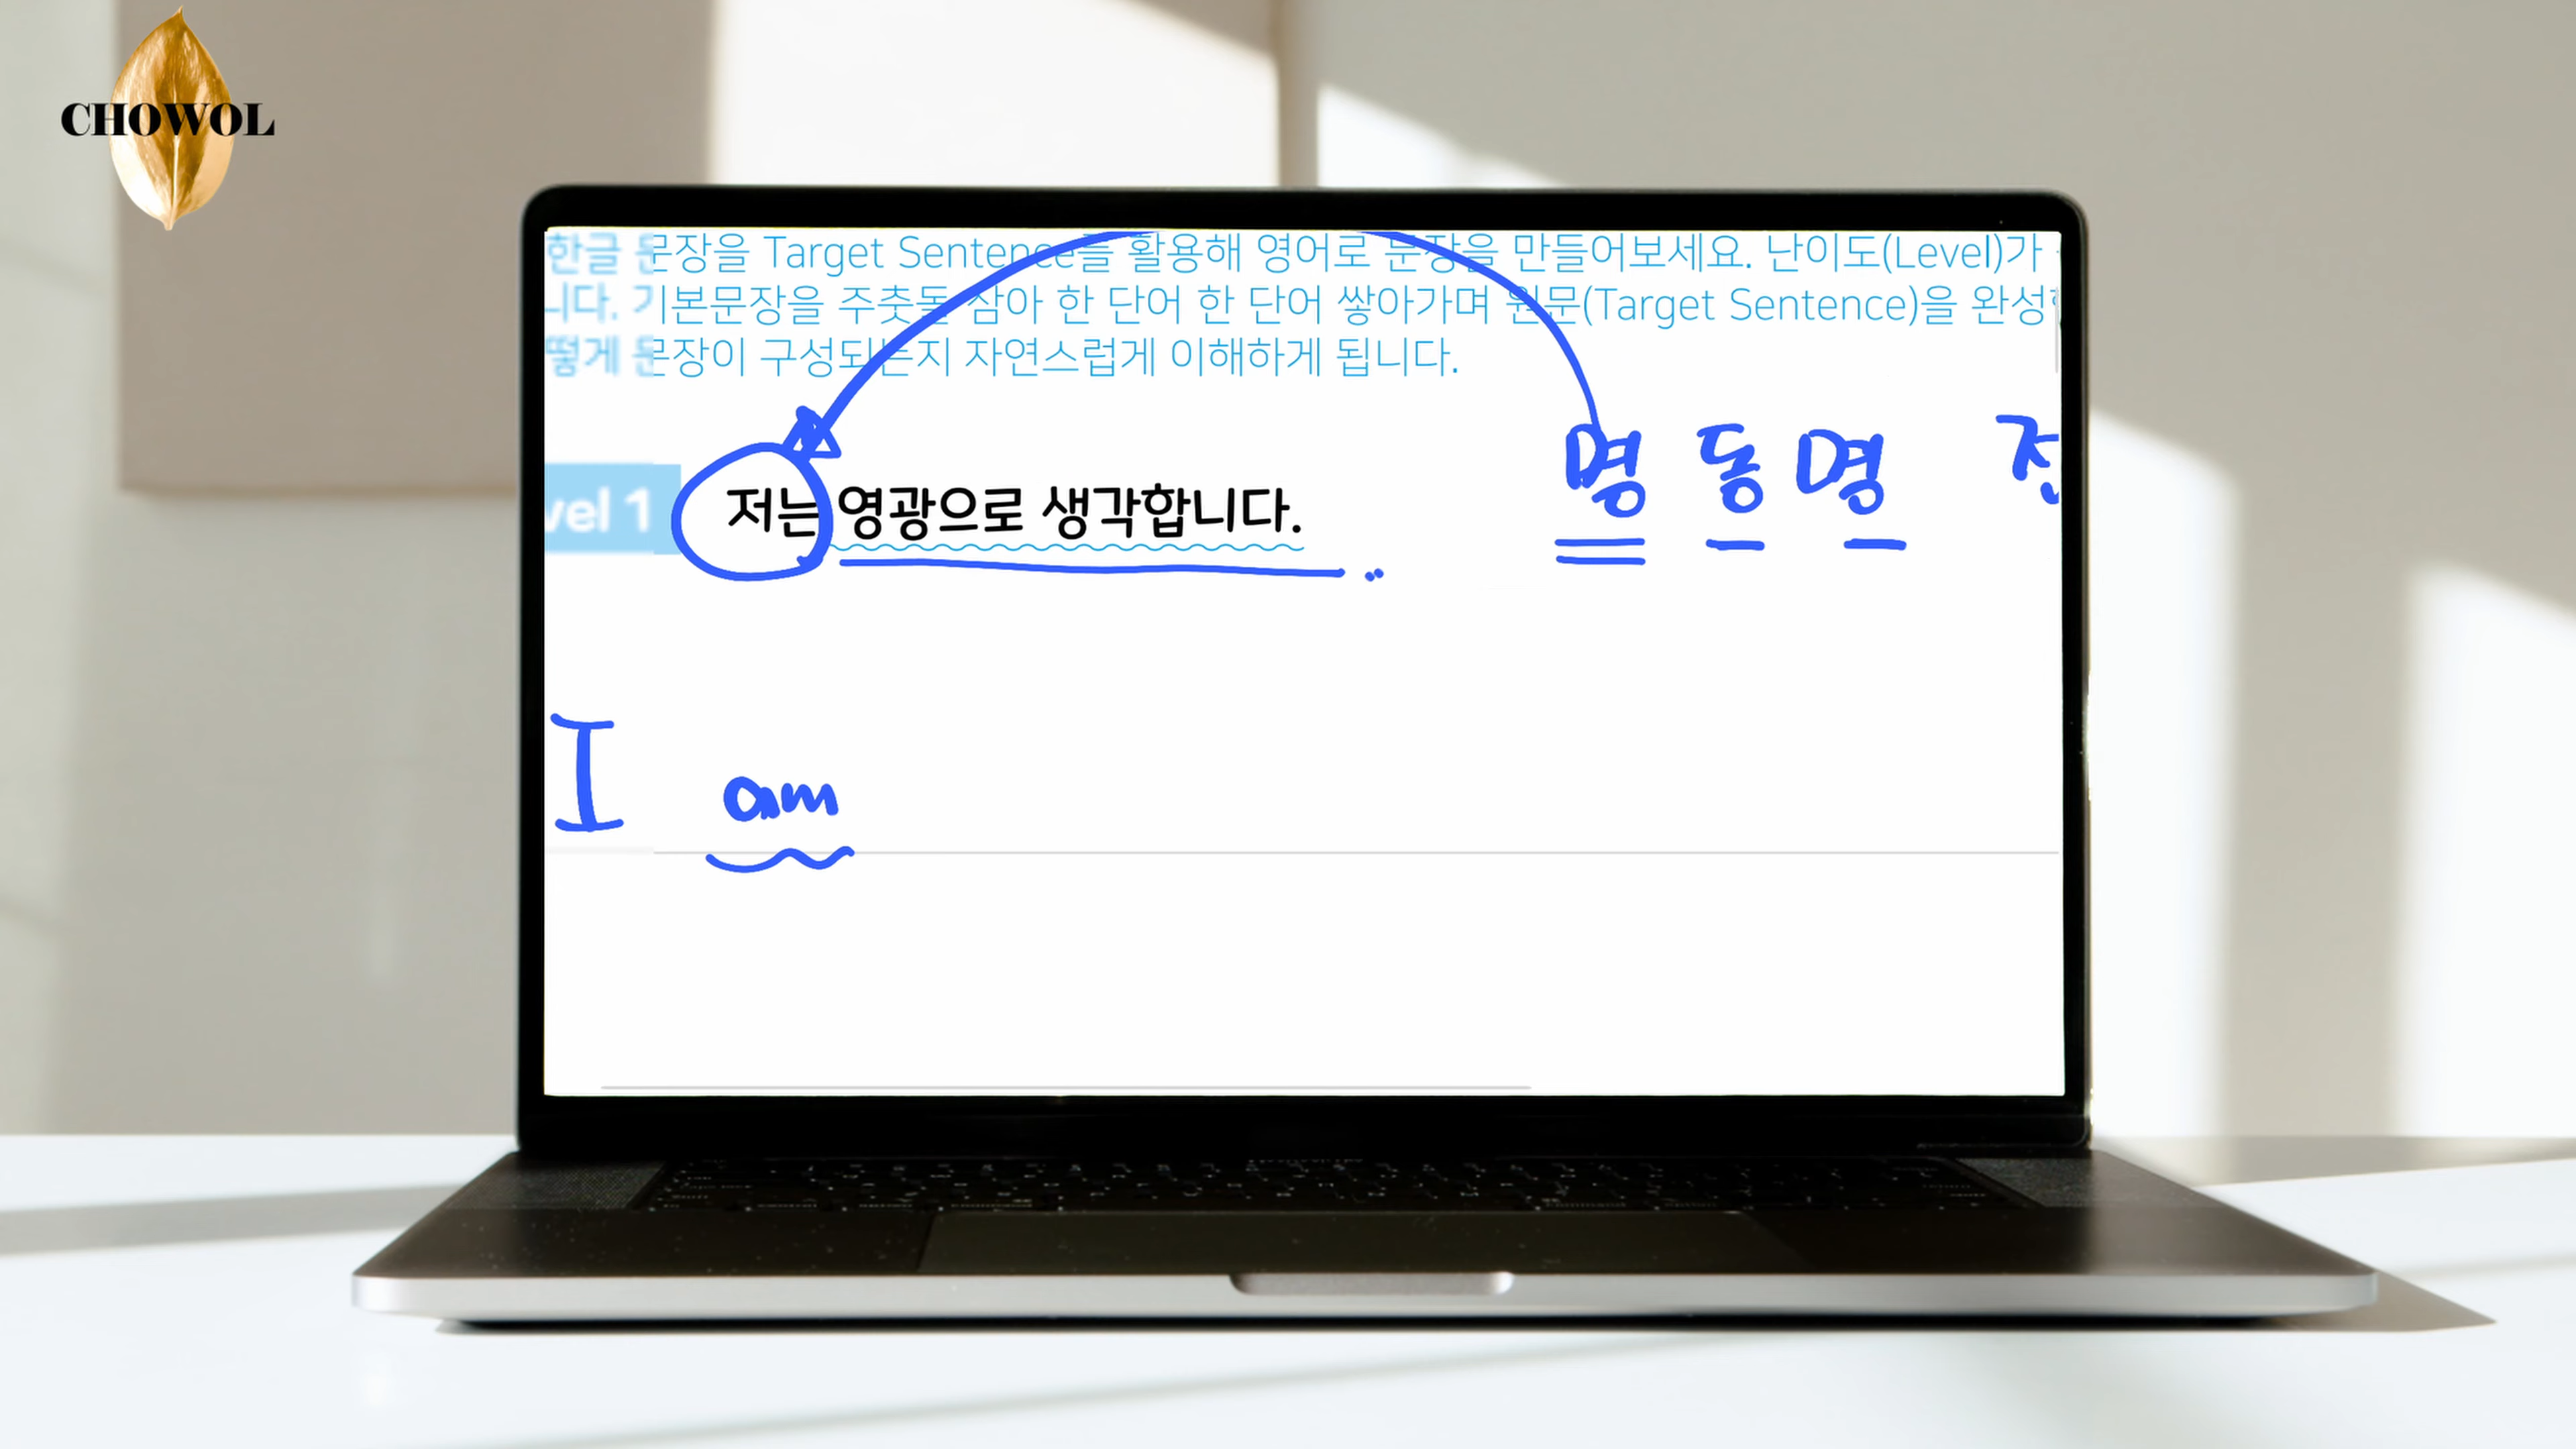 CHOWOL
한글 문장을 Target Sentence를 활용해 영어로 문장을 만들어보세요. 난이도(Level)가
니다. 기본문장을 주춧돌 삼아 한 단어 한 단어 쌓아가며 원문(Target Sentence)을 완성
떻게 문장이 구성되는지 자연스럽게 이해하게 됩니다.
명 동 명 전
vel 1 저는 영광으로 생각합니다.
I am